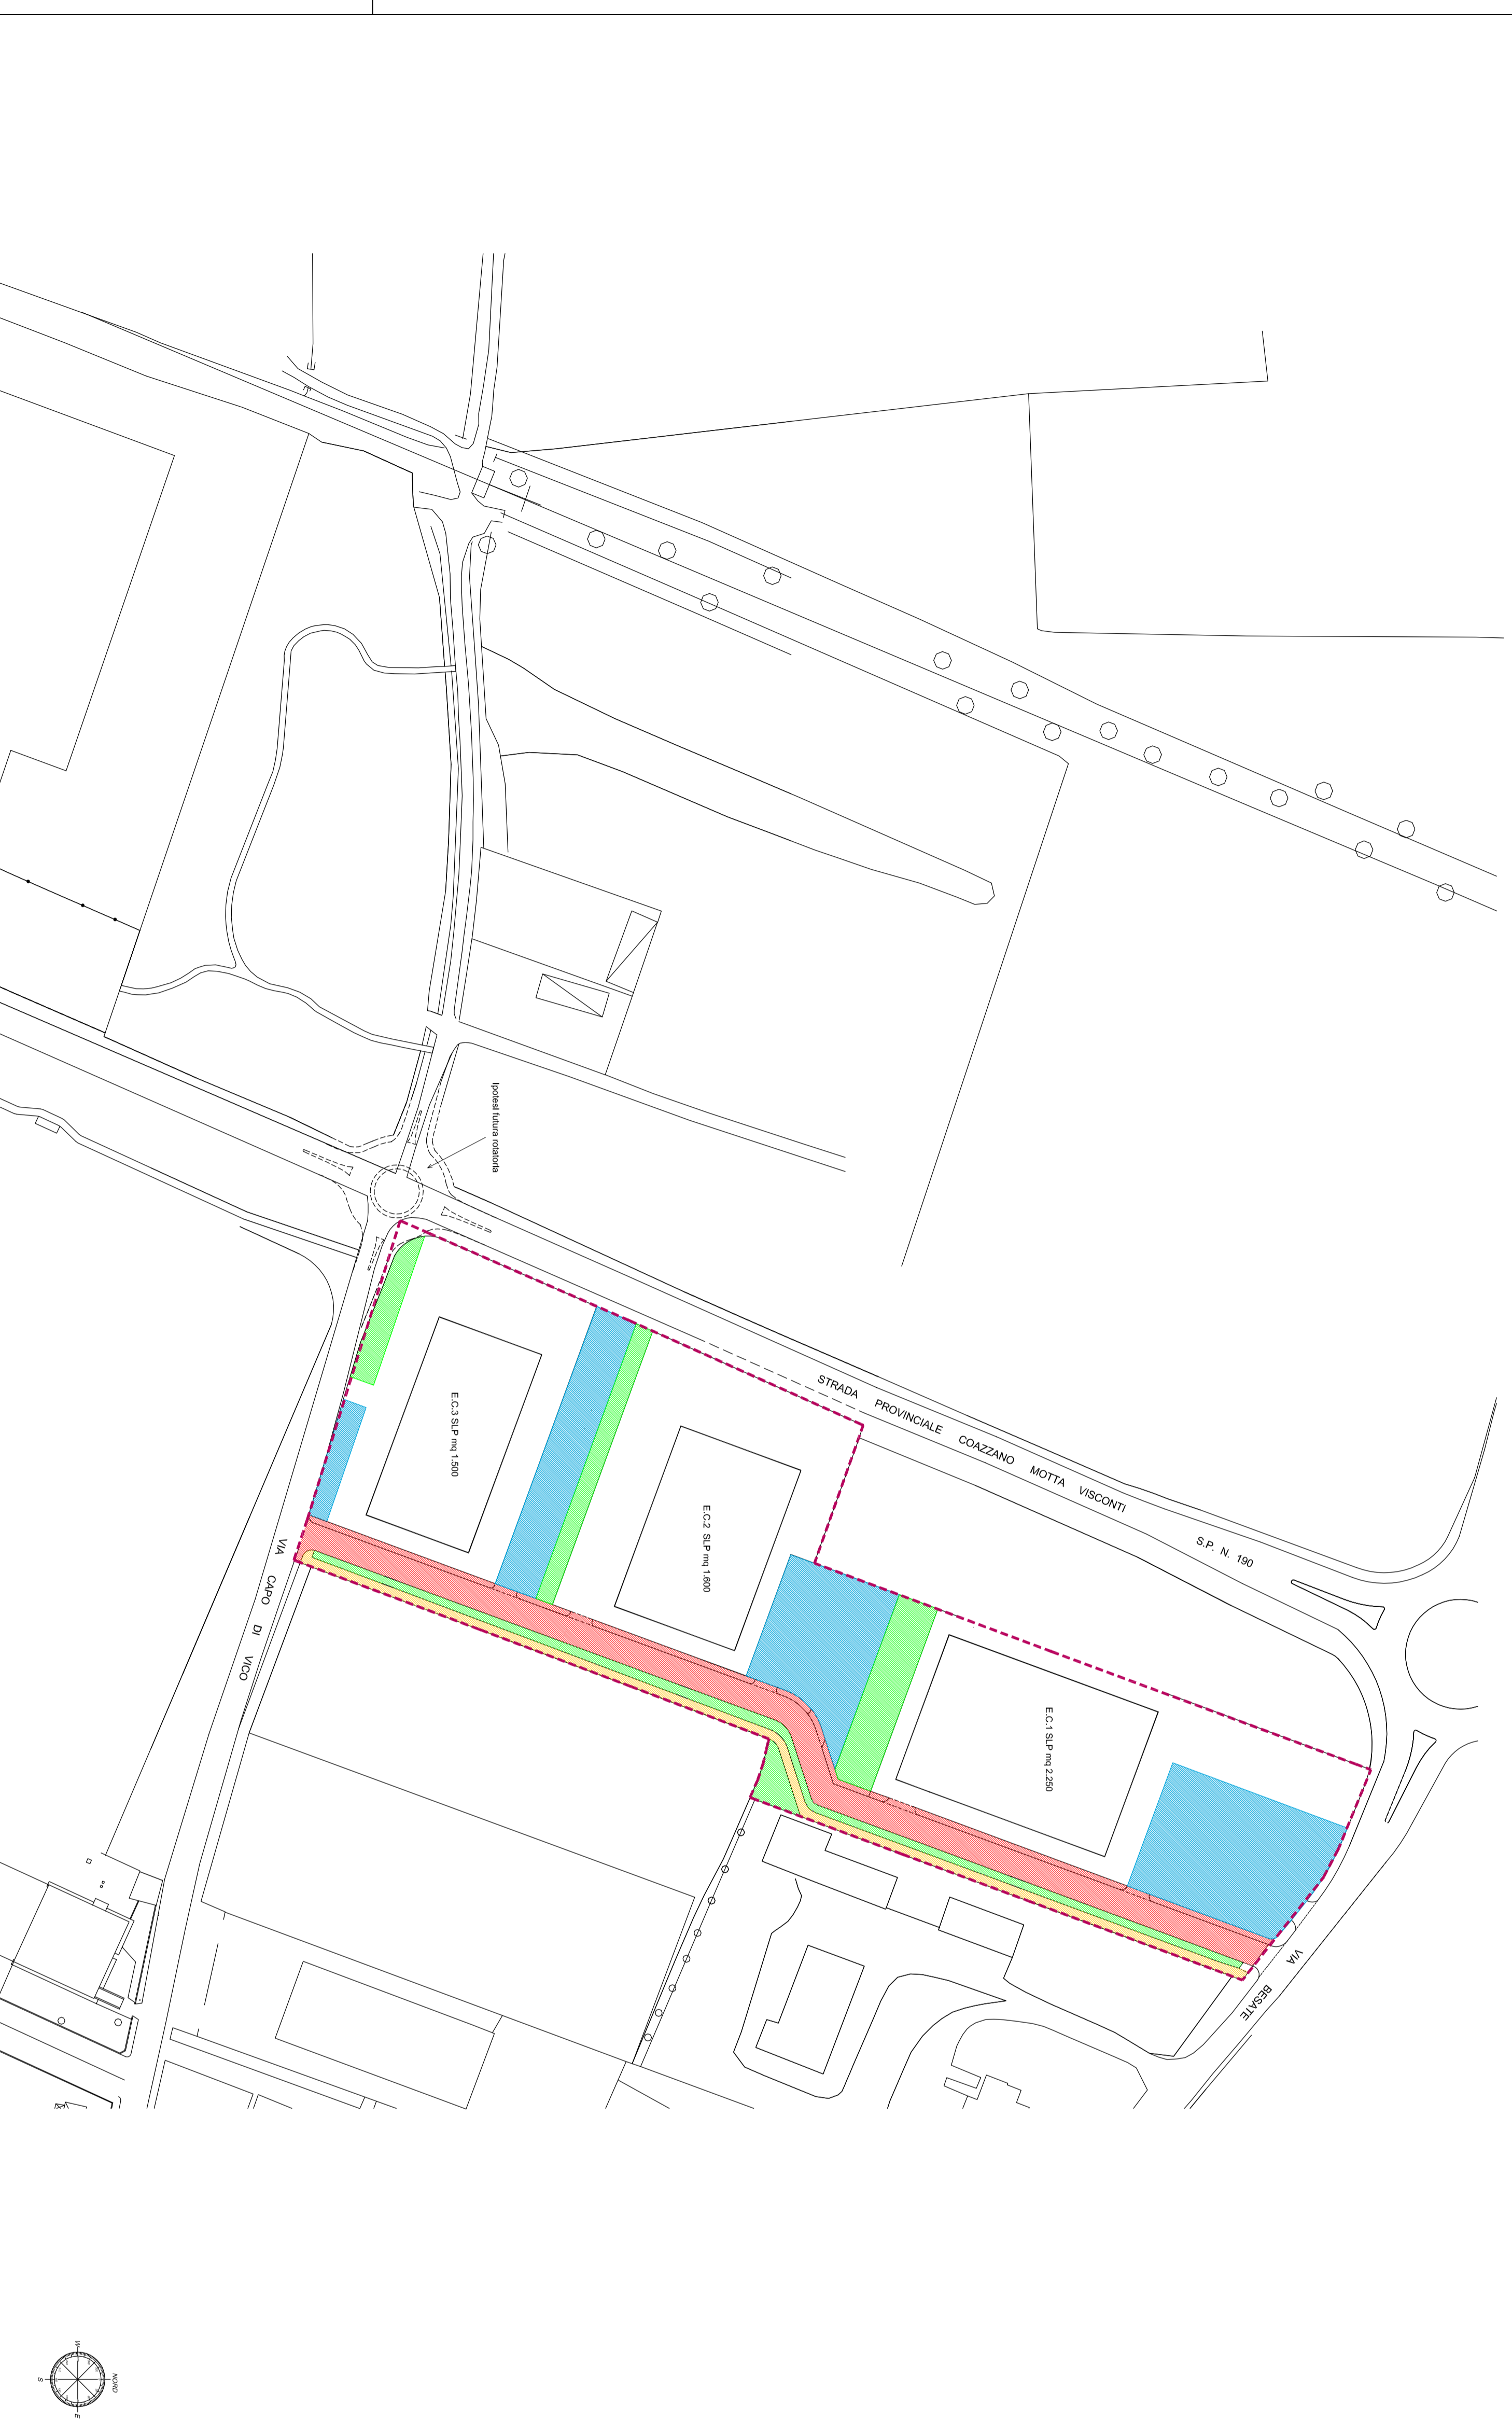 Ipotesi futura rotatoria
STRADA PROVINCIALE COAZZANO MOTTA VISCONTI
S.P. N. 190
E.C.3 SLP mq 1.500
E.C.2 SLP mq 1.600
E.C.1 SLP mq 2.250
VIA CAPO DI VICO
VIA BESATE
NORD
S
E